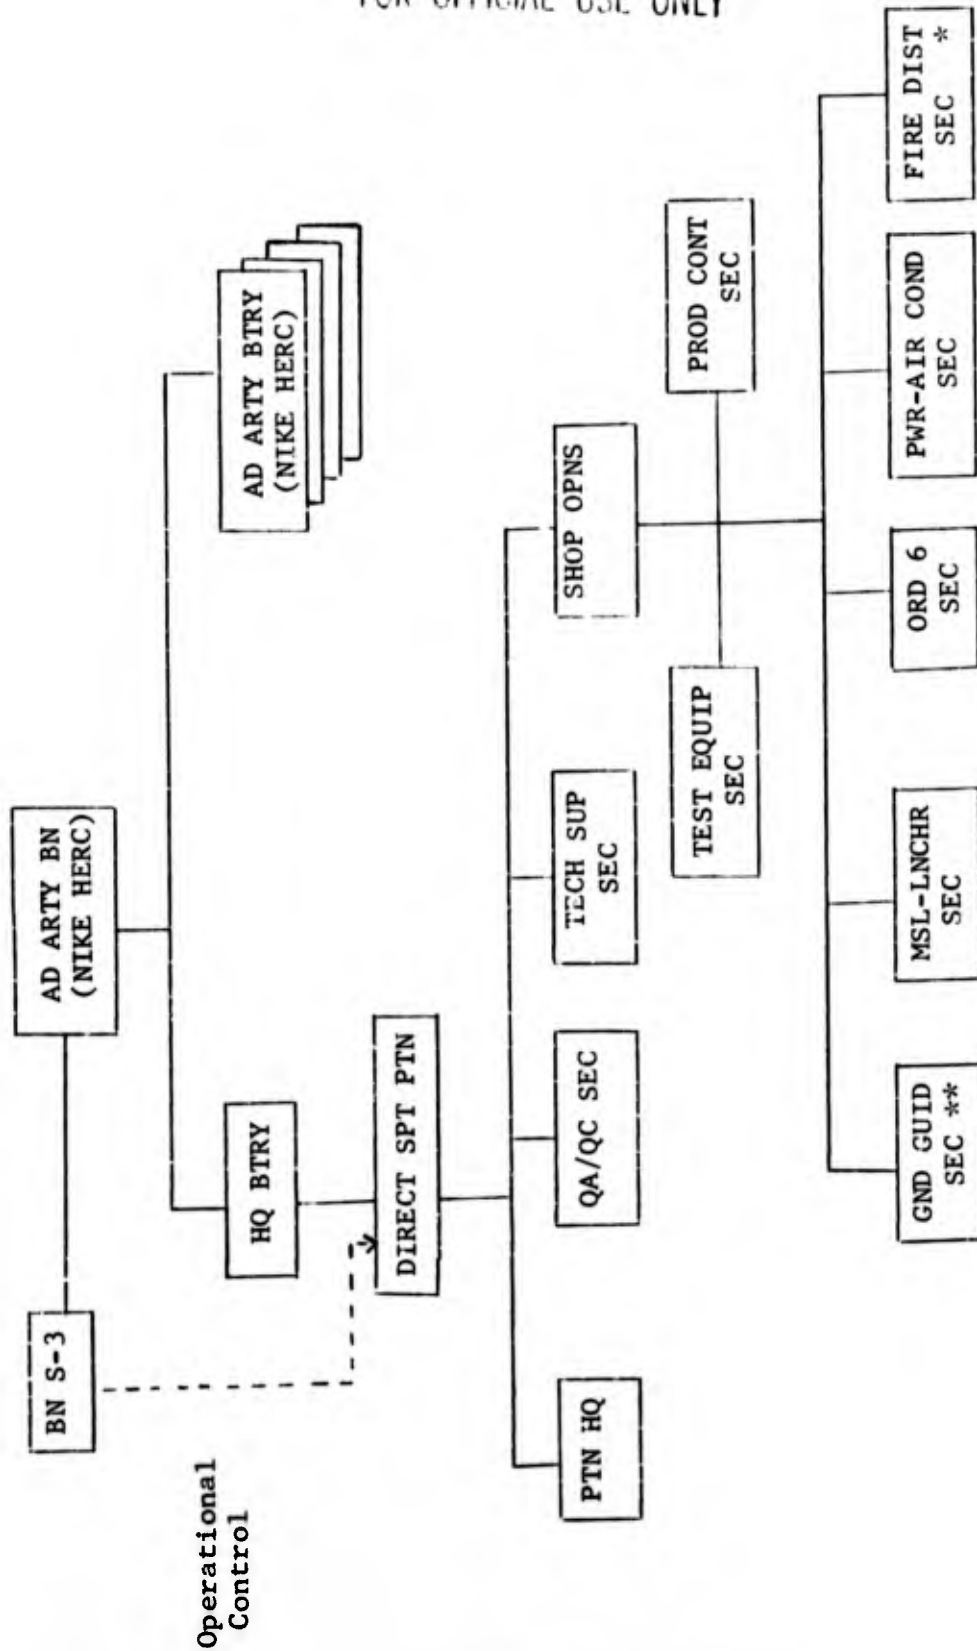 FOR OFFICIAL USE ONLY
AD ARTY BN
(NIKE HERC)
BN S-3
Operational
Control
HQ BTRY
AD ARTY BTRY
(NIKE HERC)
DIRECT SPT PTN
PTN HQ
QA/QC SEC
TECH SUP
SEC
SHOP OPNS
TEST EQUIP
SEC
PROD CONT
SEC
GND GUID
SEC **
MSL-LNCHR
SEC
ORD 6
SEC
PWR-AIR COND
SEC
FIRE DIST
SEC *